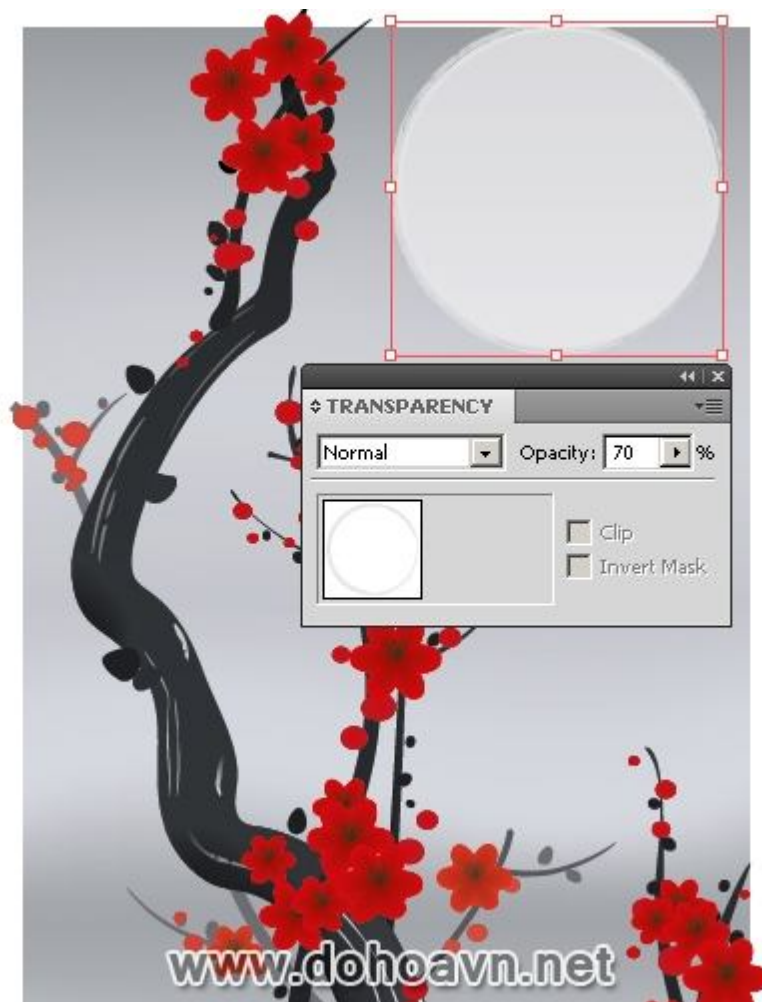 TRANSPARENCY
Normal Opacity: 70 %
Clip
Invert Mask
www.dohoavn.net